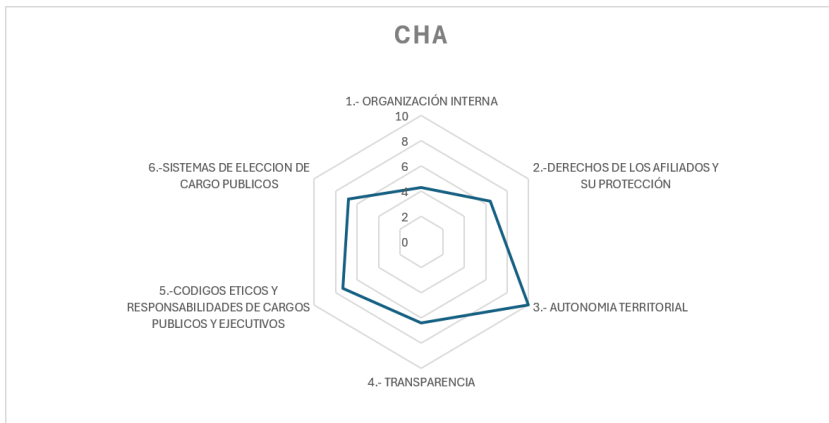 CHA
1.- ORGANIZACIÓN INTERNA
10
8
6
4
2
0
2.-DERECHOS DE LOS AFILIADOS Y
SU PROTECCIÓN
3.- AUTONOMIA TERRITORIAL
4.- TRANSPARENCIA
5.-CODIGOS ETICOS Y
RESPONSABILIDADES DE CARGOS
PUBLICOS Y EJECUTIVOS
6.-SISTEMAS DE ELECCION DE
CARGO PUBLICOS